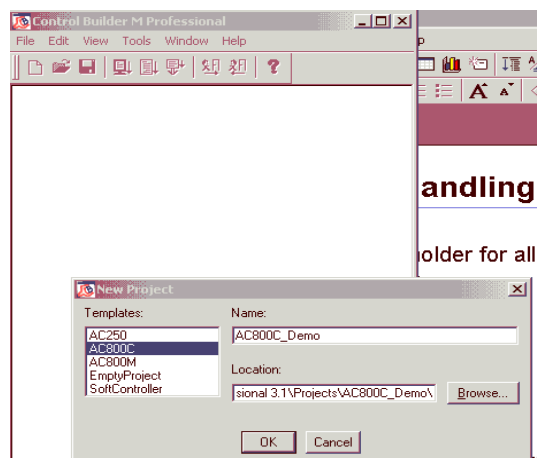 Control Builder M Professional
File Edit View Tools Window Help
p
A A
andling
older for all
New Project
Templates:
Name:
AC250
AC800C
AC800M
EmptyProject
SoftController
AC800C_Demo
Location:
sional 3.1\Projects\AC800C_Demo\
Browse...
OK
Cancel